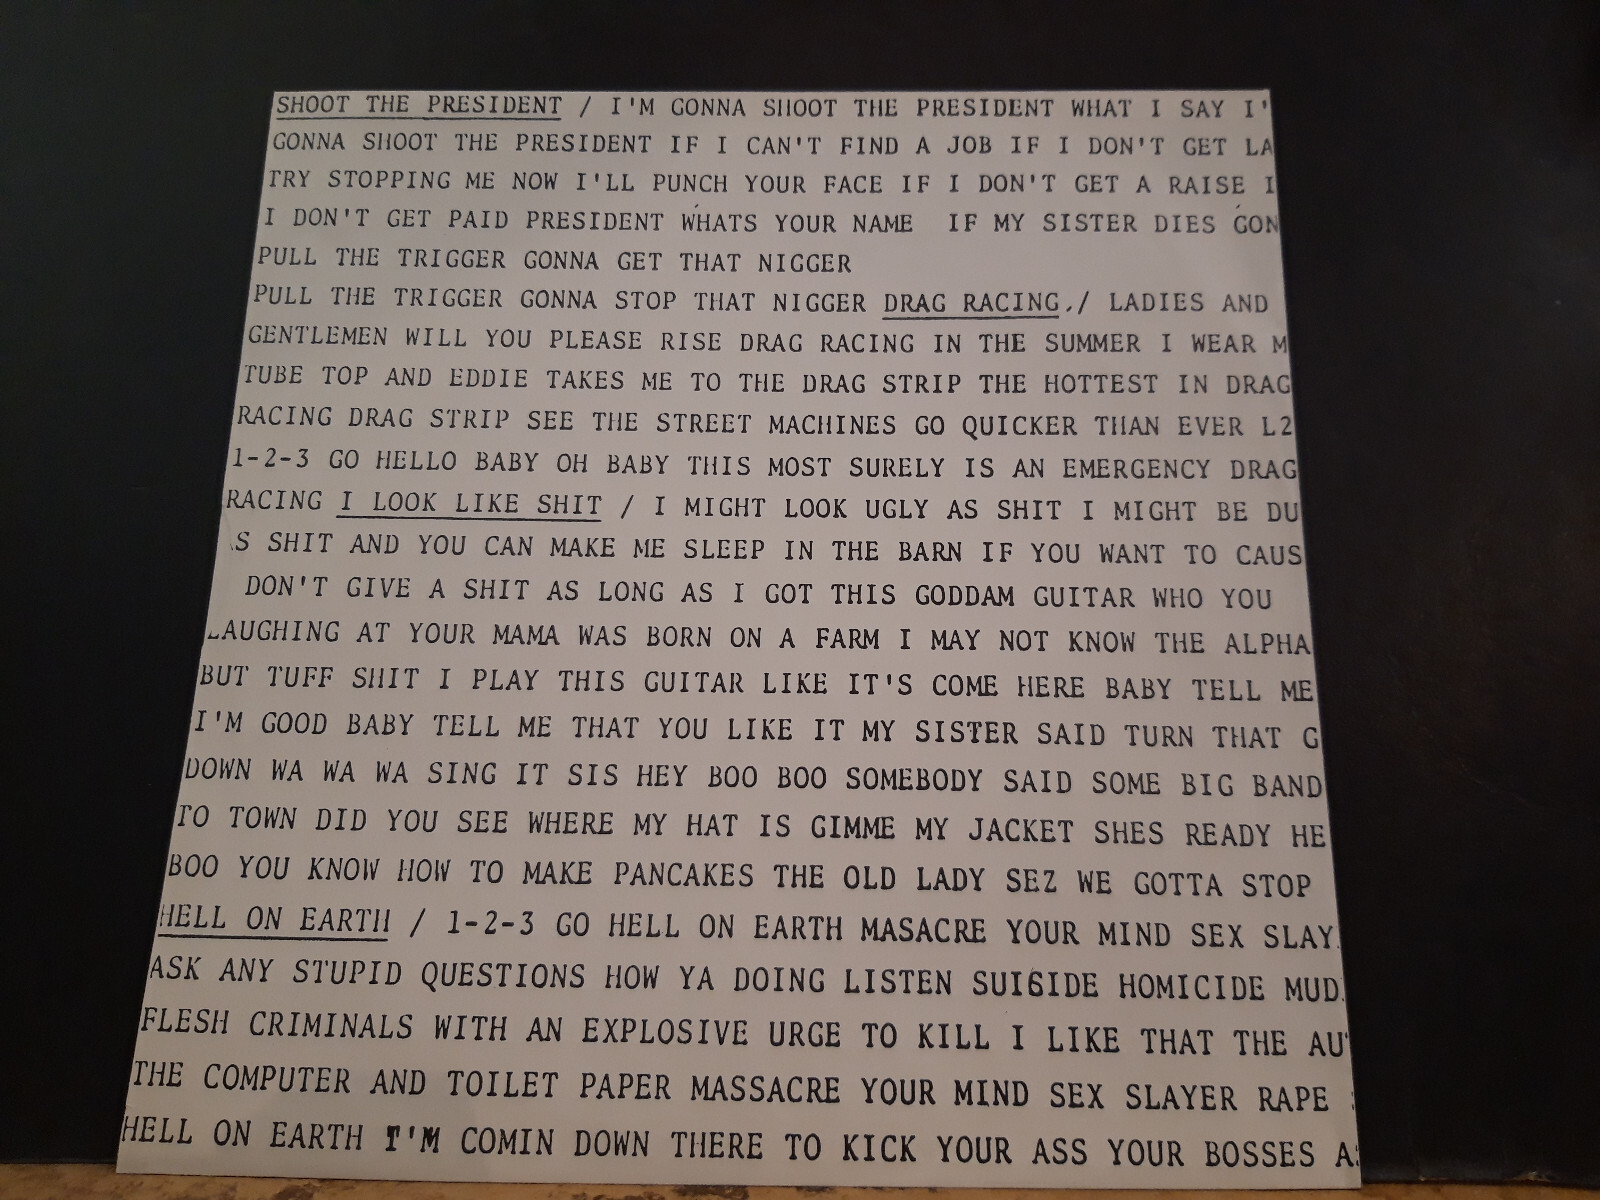 SHOOT THE PRESIDENT / I'M GONNA SHOOT THE PRESIDENT WHAT I SAY I'
GONNA SHOOT THE PRESIDENT IF I CAN'T FIND A JOB IF I DON'T GET LA
TRY STOPPING ME NOW I'LL PUNCH YOUR FACE IF I DON'T GET A RAISE I
I DON'T GET PAID PRESIDENT WHATS YOUR NAME IF MY SISTER DIES GON
PULL THE TRIGGER GONNA GET THAT NIGGER
PULL THE TRIGGER GONNA STOP THAT NIGGER DRAG RACING./ LADIES AND
GENTLEMEN WILL YOU PLEASE RISE DRAG RACING IN THE SUMMER I WEAR M
TUBE TOP AND EDDIE TAKES ME TO THE DRAG STRIP THE HOTTEST IN DRAG
RACING DRAG STRIP SEE THE STREET MACHINES GO QUICKER THAN EVER L2
1-2-3 GO HELLO BABY OH BABY THIS MOST SURELY IS AN EMERGENCY DRAG
RACING I LOOK LIKE SHIT / I MIGHT LOOK UGLY AS SHIT I MIGHT BE DU
AS SHIT AND YOU CAN MAKE ME SLEEP IN THE BARN IF YOU WANT TO CAUS
DON'T GIVE A SHIT AS LONG AS I GOT THIS GODDAM GUITAR WHO YOU
LAUGHING AT YOUR MAMA WAS BORN ON A FARM I MAY NOT KNOW THE ALPHA
BUT TUFF SHIT I PLAY THIS GUITAR LIKE IT'S COME HERE BABY TELL ME
I'M GOOD BABY TELL ME THAT YOU LIKE IT MY SISTER SAID TURN THAT G
DOWN WA WA WA SING IT SIS HEY BOO BOO SOMEBODY SAID SOME BIG BAND
TO TOWN DID YOU SEE WHERE MY HAT IS GIMME MY JACKET SHES READY HE
BOO YOU KNOW HOW TO MAKE PANCAKES THE OLD LADY SEZ WE GOTTA STOP
HELL ON EARTH / 1-2-3 GO HELL ON EARTH MASACRE YOUR MIND SEX SLAY
ASK ANY STUPID QUESTIONS HOW YA DOING LISTEN SUICIDE HOMICIDE MUD
FLESH CRIMINALS WITH AN EXPLOSIVE URGE TO KILL I LIKE THAT THE AU
THE COMPUTER AND TOILET PAPER MASSACRE YOUR MIND SEX SLAYER RAPE
HELL ON EARTH I'M COMIN DOWN THERE TO KICK YOUR ASS YOUR BOSSES A